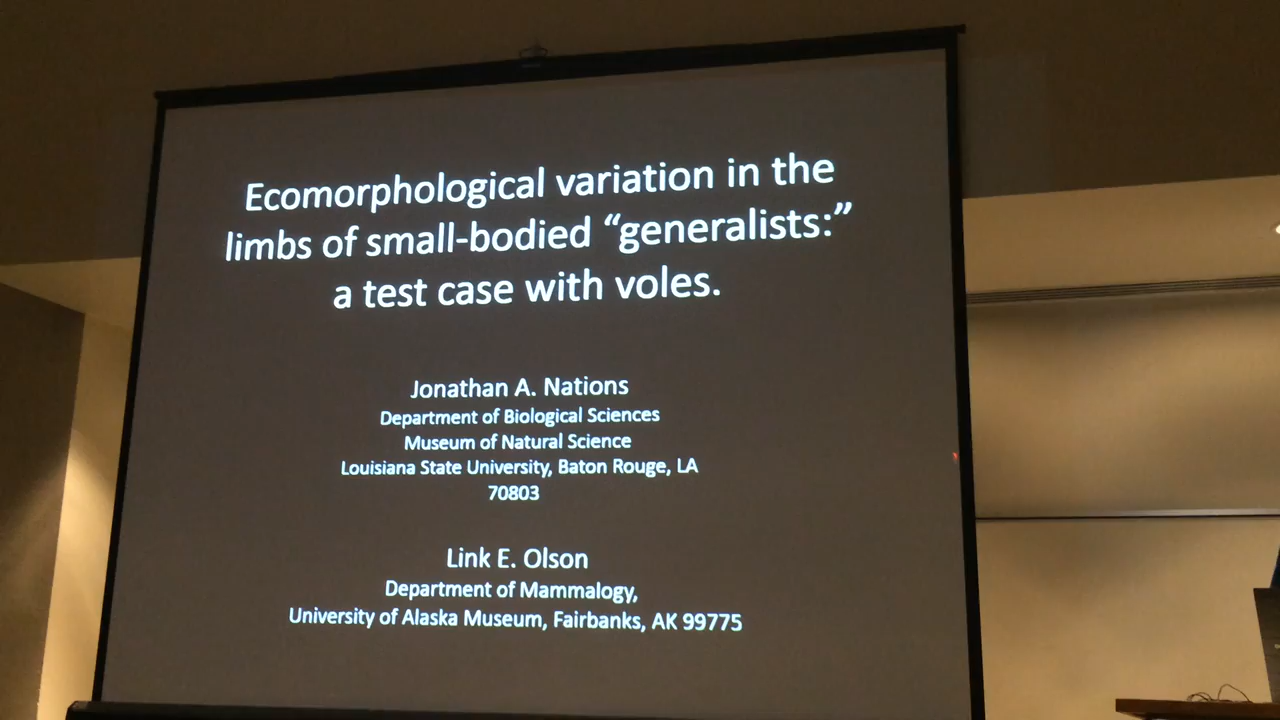 Ecomorphological variation in the
limbs of small-bodied “generalists:”
a test case with voles.
Jonathan A. Nations
Department of Biological Sciences
Museum of Natural Science
Louisiana State University, Baton Rouge, LA
70803
Link E. Olson
Department of Mammalogy,
University of Alaska Museum, Fairbanks, AK 99775